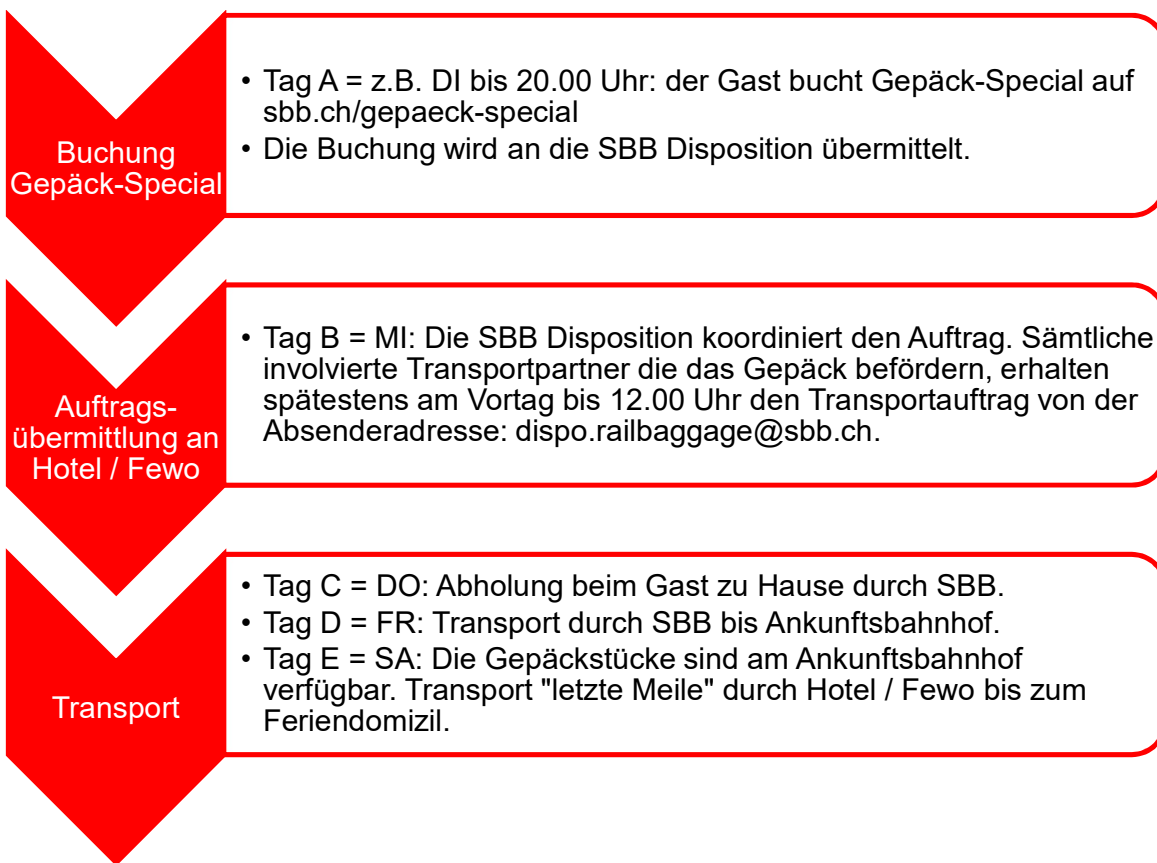 Buchung
Gepäck-Special
• Tag A = z.B. DI bis 20.00 Uhr: der Gast bucht Gepäck-Special auf
sbb.ch/gepaeck-special
• Die Buchung wird an die SBB Disposition übermittelt.
Auftrags-
übermittlung an
Hotel / Fewo
• Tag B = MI: Die SBB Disposition koordiniert den Auftrag. Sämtliche
involvierte Transportpartner die das Gepäck befördern, erhalten
spätestens am Vortag bis 12.00 Uhr den Transportauftrag von der
Absenderadresse: dispo.railbaggage@sbb.ch.
Transport
• Tag C = DO: Abholung beim Gast zu Hause durch SBB.
• Tag D = FR: Transport durch SBB bis Ankunftsbahnhof.
• Tag E = SA: Die Gepäckstücke sind am Ankunftsbahnhof
verfügbar. Transport "letzte Meile" durch Hotel / Fewo bis zum
Feriendomizil.